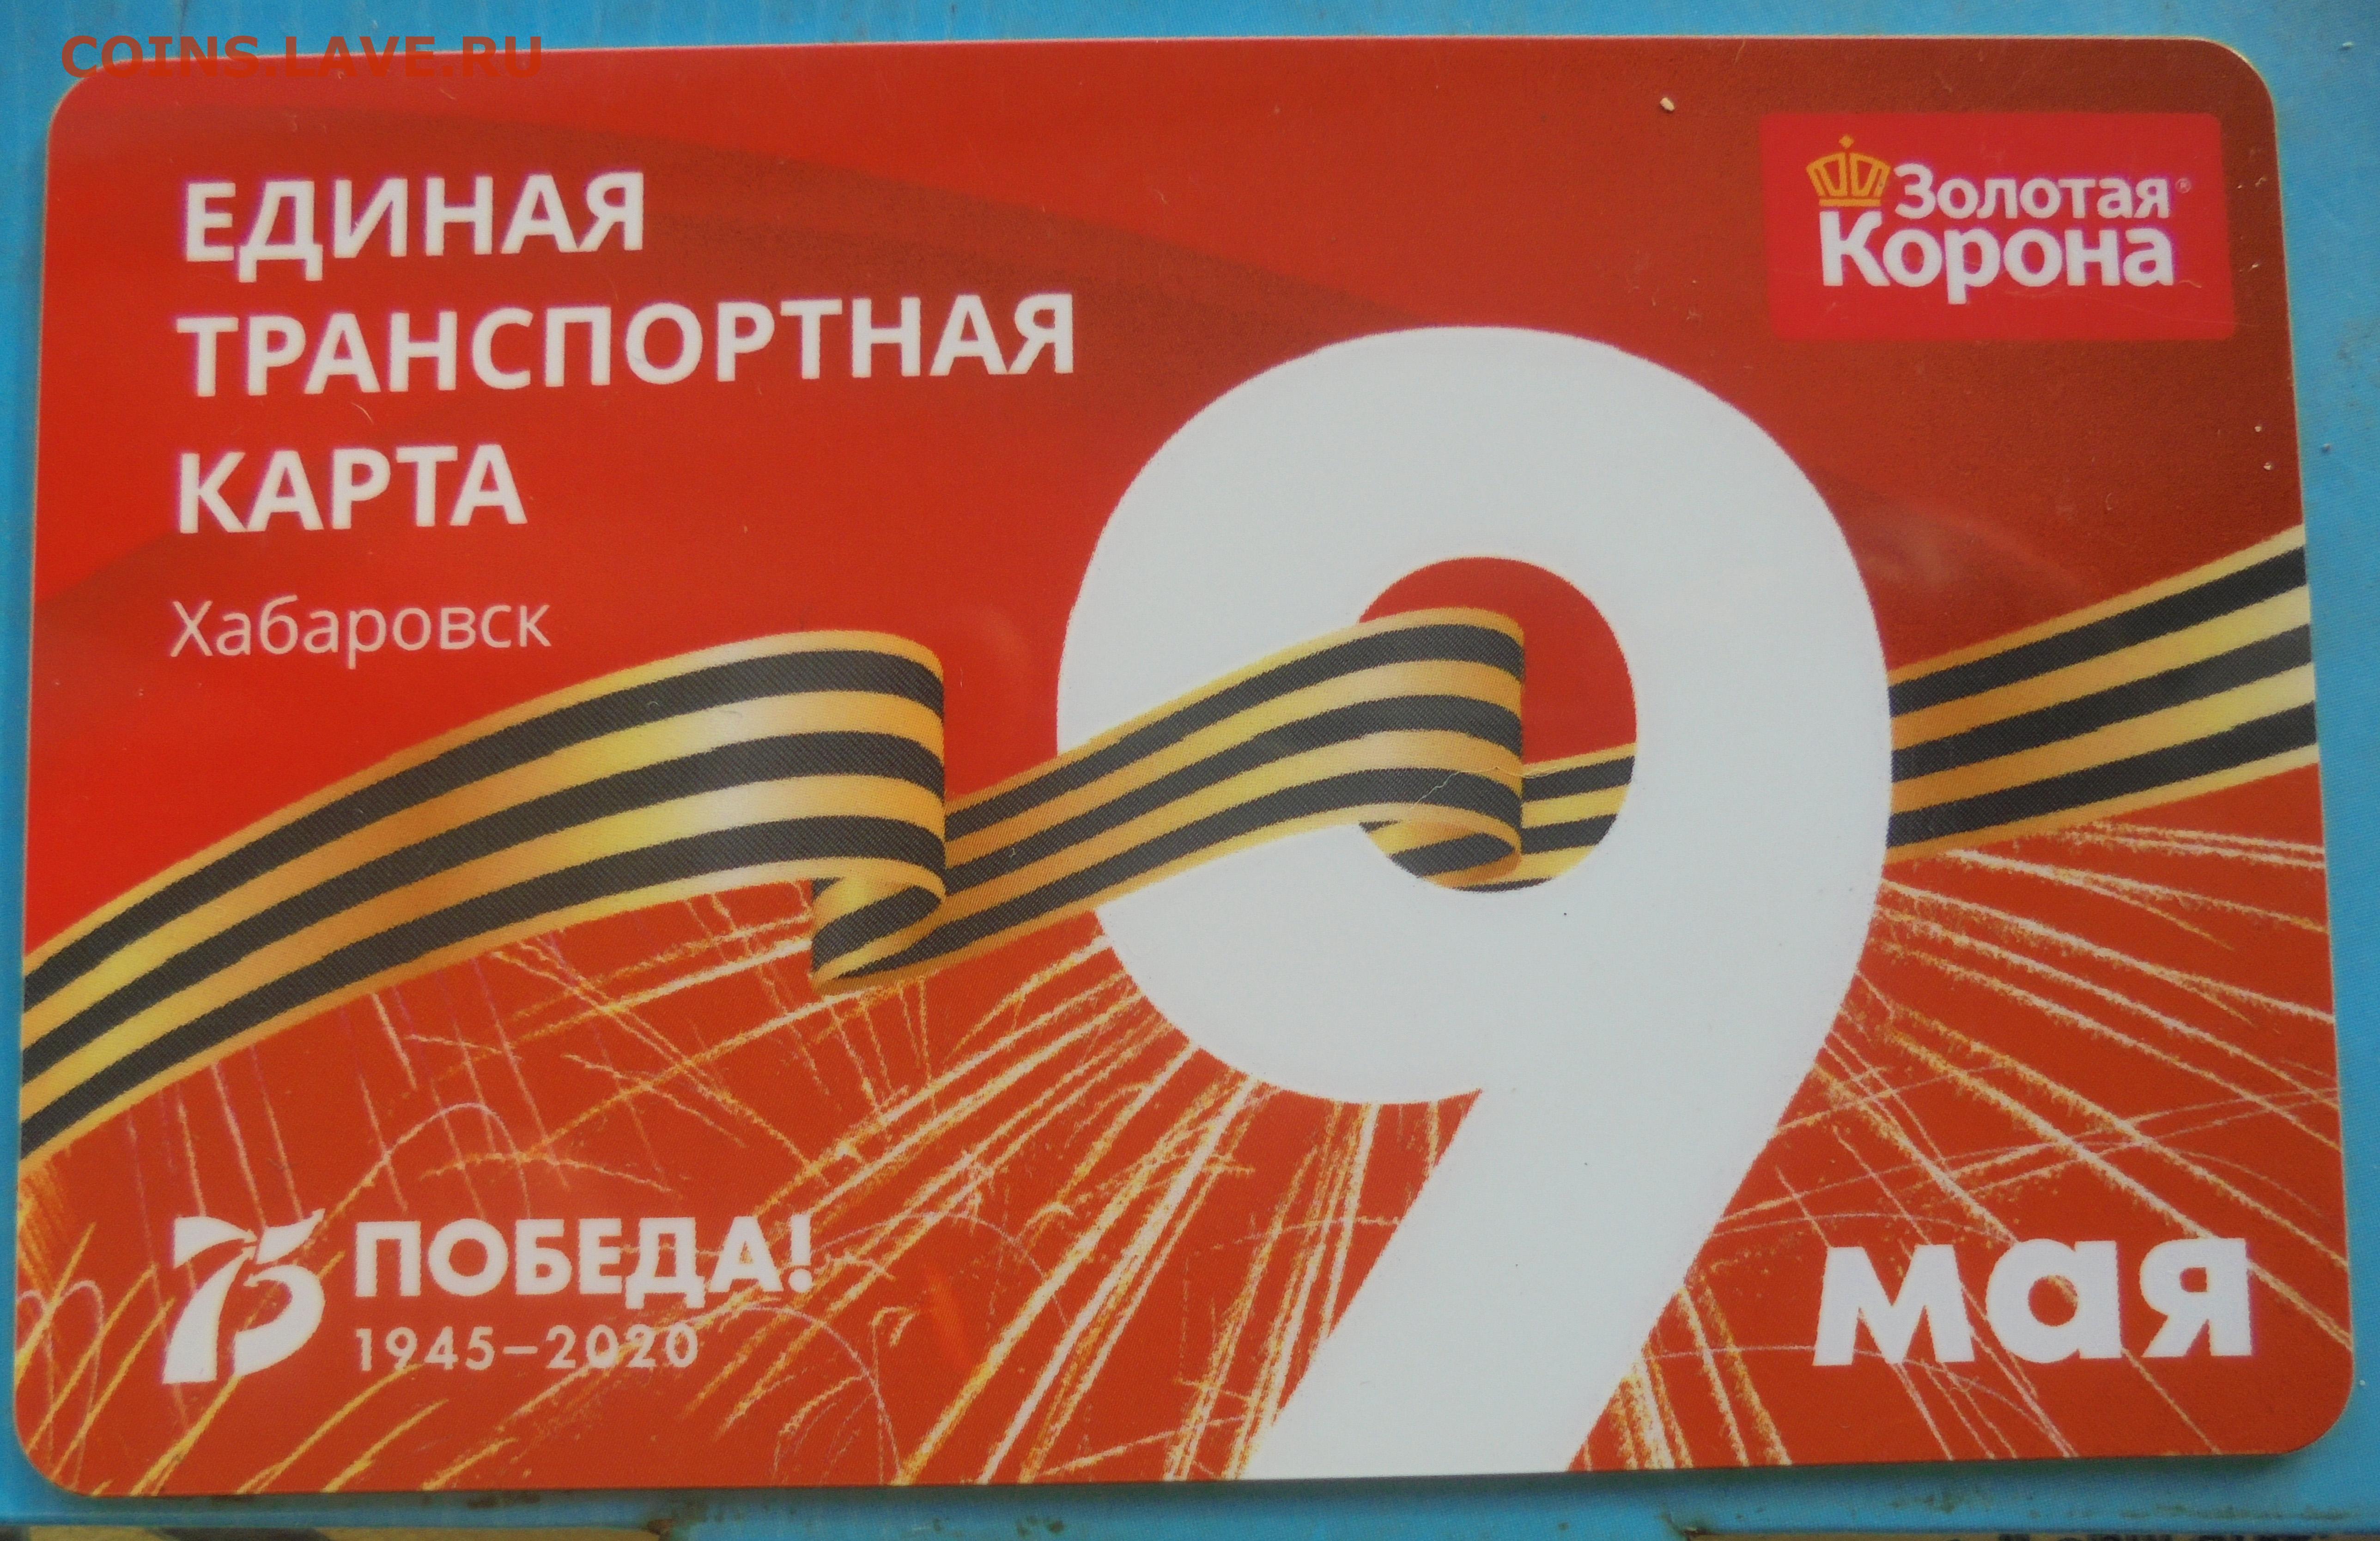 COINS.LAVE.RU
ЕДИНАЯ
ТРАНСПОРТНАЯ
КАРТА
Хабаровск
Золотая®
Корона
9
мая
75 ПОБЕДА!
1945–2020